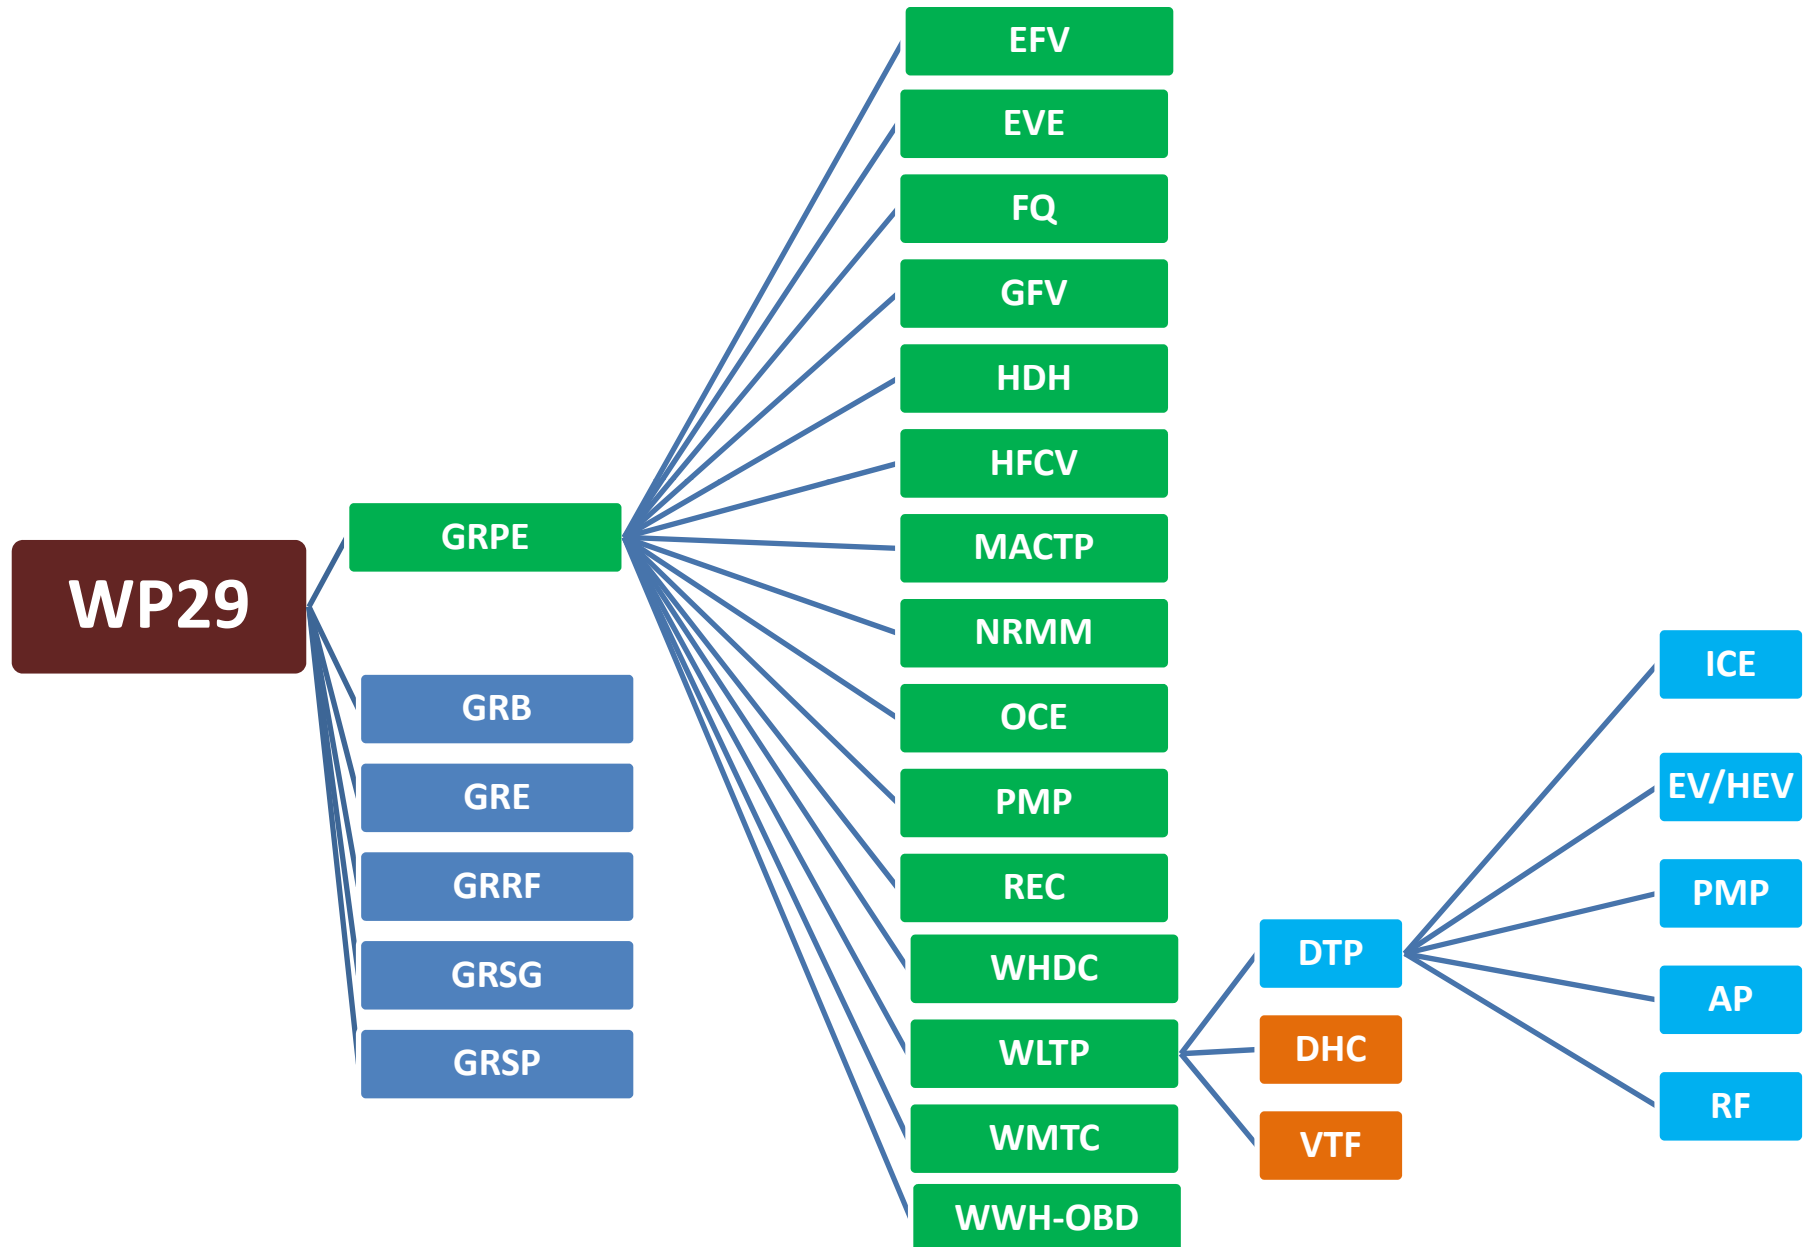 WP29
GRPE
GRB
GRE
GRRF
GRSG
GRSP
EFV
EVE
FQ
GFV
HDH
HFCV
MACTP
NRMM
OCE
PMP
REC
WHDC
WLTP
WMTC
WWH-OBD
DTP
DHC
VTF
ICE
EV/HEV
PMP
AP
RF